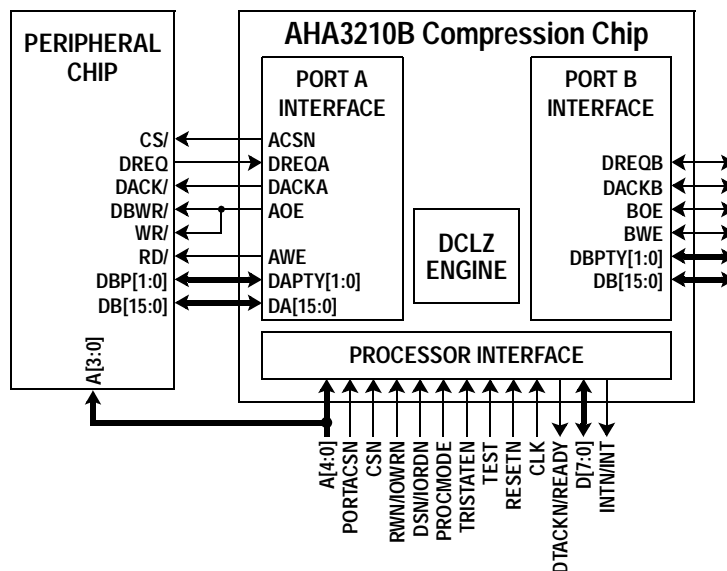 PERIPHERAL
CHIP
CS/
DREQ
DACK/
DBWR/
WR/
RD/
DBP[1:0]
DB[15:0]
A[3:0]
AHA3210B Compression Chip
PORT A
INTERFACE
ACSN
DREQA
DACKA
AOE
AWE
DAPTY[1:0]
DA[15:0]
DCLZ
ENGINE
PORT B
INTERFACE
DREQB
DACKB
BOE
BWE
DBPTY[1:0]
DB[15:0]
PROCESSOR INTERFACE
A[4:0]
PORTACSN
CSN
RWN/IOWRN
DSN/IORDN
PROCMODE
TRISTATEN
TEST
RESETN
CLK
DTACKN/READY
D[7:0]
INTN/INT